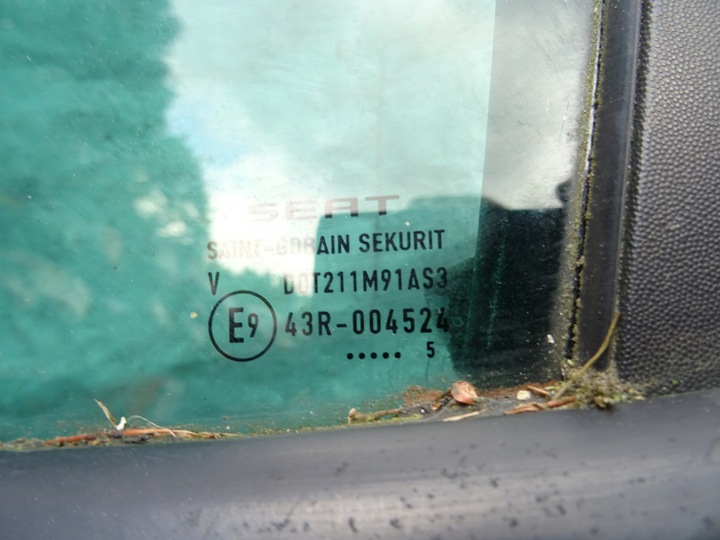 SEAT
SAINT-GOBAIN SEKURIT
V DOT211M91AS3
E9 43R-004524
..... 5